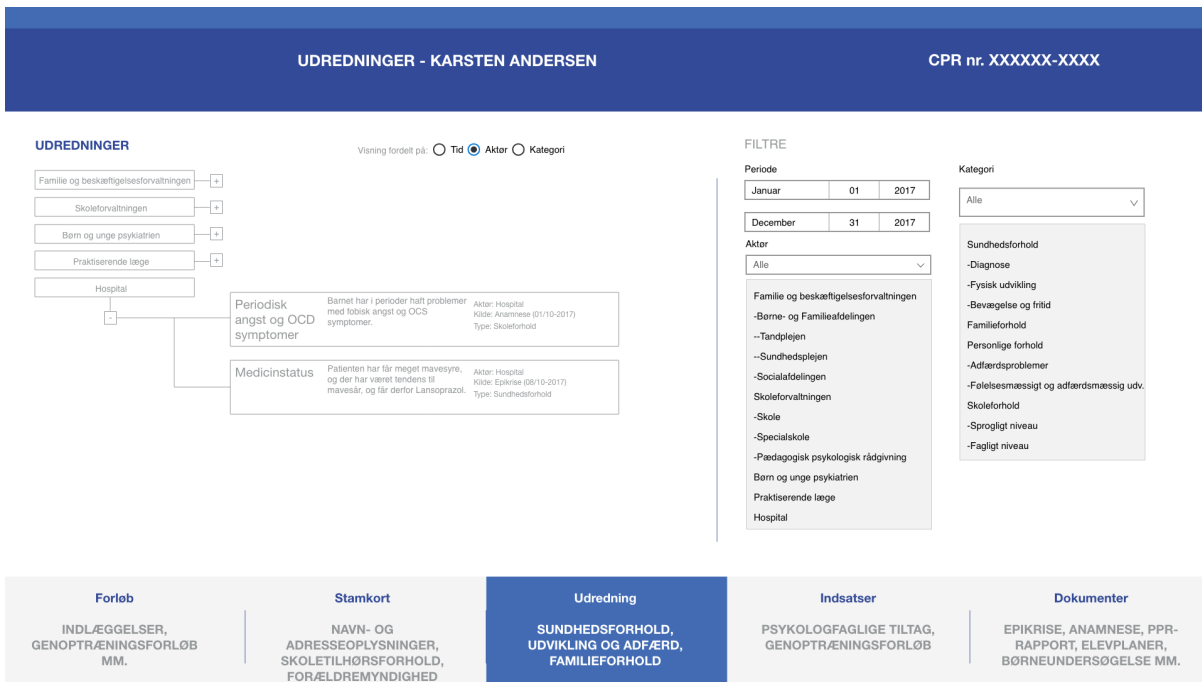 UDREDNINGER - KARSTEN ANDERSEN
CPR nr. XXXXXX-XXXX
UDREDNINGER
Visning fordelt på: Tid Aktør Kategori
Familie og beskæftigelsesforvaltningen +
Skoleforvaltningen +
Børn og unge psykiatrien +
Praktiserende læge +
Hospital
-
Periodisk
angst og OCD
symptomer
Barnet har i perioder haft problemer
med fobisk angst og OCS
symptomer.
Aktør: Hospital
Kilde: Anamnese (01/10-2017)
Type: Skoleforhold
Medicinstatus
Patienten har får meget mavesyre,
og der har været tendens til
mavesår, og får derfor Lansoprazol.
Aktør: Hospital
Kilde: Epikrise (08/10-2017)
Type: Sundhedsforhold
FILTRE
Periode
Januar 01 2017
December 31 2017
Aktør
Alle
Familie og beskæftigelsesforvaltningen
-Børne- og Familieafdelingen
--Tandplejen
--Sundhedsplejen
-Socialafdelingen
Skoleforvaltningen
-Skole
-Specialskole
-Pædagogisk psykologisk rådgivning
Børn og unge psykiatrien
Praktiserende læge
Hospital
Kategori
Alle
Sundhedsforhold
-Diagnose
-Fysisk udvikling
-Bevægelse og fritid
Familieforhold
Personlige forhold
-Adfærdsproblemer
-Følelsesmæssigt og adfærdsmæssig udv.
Skoleforhold
-Sprogligt niveau
-Fagligt niveau
Forløb
INDLÆGGELSER,
GENOPTRÆNINGSFORLØB
MM.
Stamkort
NAVN- OG
ADRESSEOPLYSNINGER,
SKOLETILHØRSFORHOLD,
FORÆLDREMYNDIGHED
Udredning
SUNDHEDSFORHOLD,
UDVIKLING OG ADFÆRD,
FAMILIEFORHOLD
Indsatser
PSYKOLOGFAGLIGE TILTAG,
GENOPTRÆNINGSFORLØB
Dokumenter
EPIKRISE, ANAMNESE, PPR-
RAPPORT, ELEVPLANER,
BØRNEUNDERSØGELSE MM.